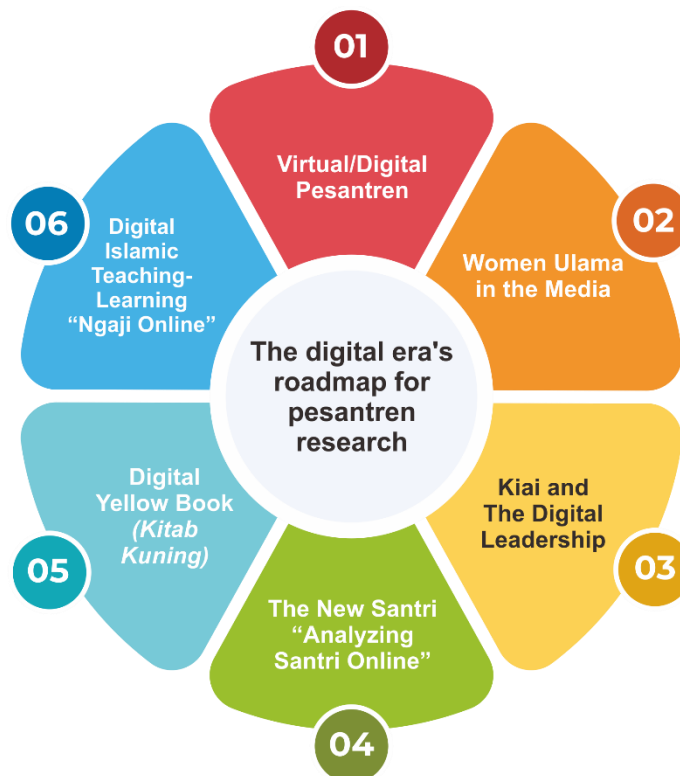 01
Virtual/Digital
Pesantren
02
Women Ulama
in the Media
03
Kiai and
The Digital
Leadership
04
The New Santri
“Analyzing
Santri Online”
05
Digital
Yellow Book
(Kitab
Kuning)
06
Digital
Islamic
Teaching-
Learning
“Ngaji Online”
The digital era's
roadmap for
pesantren
research